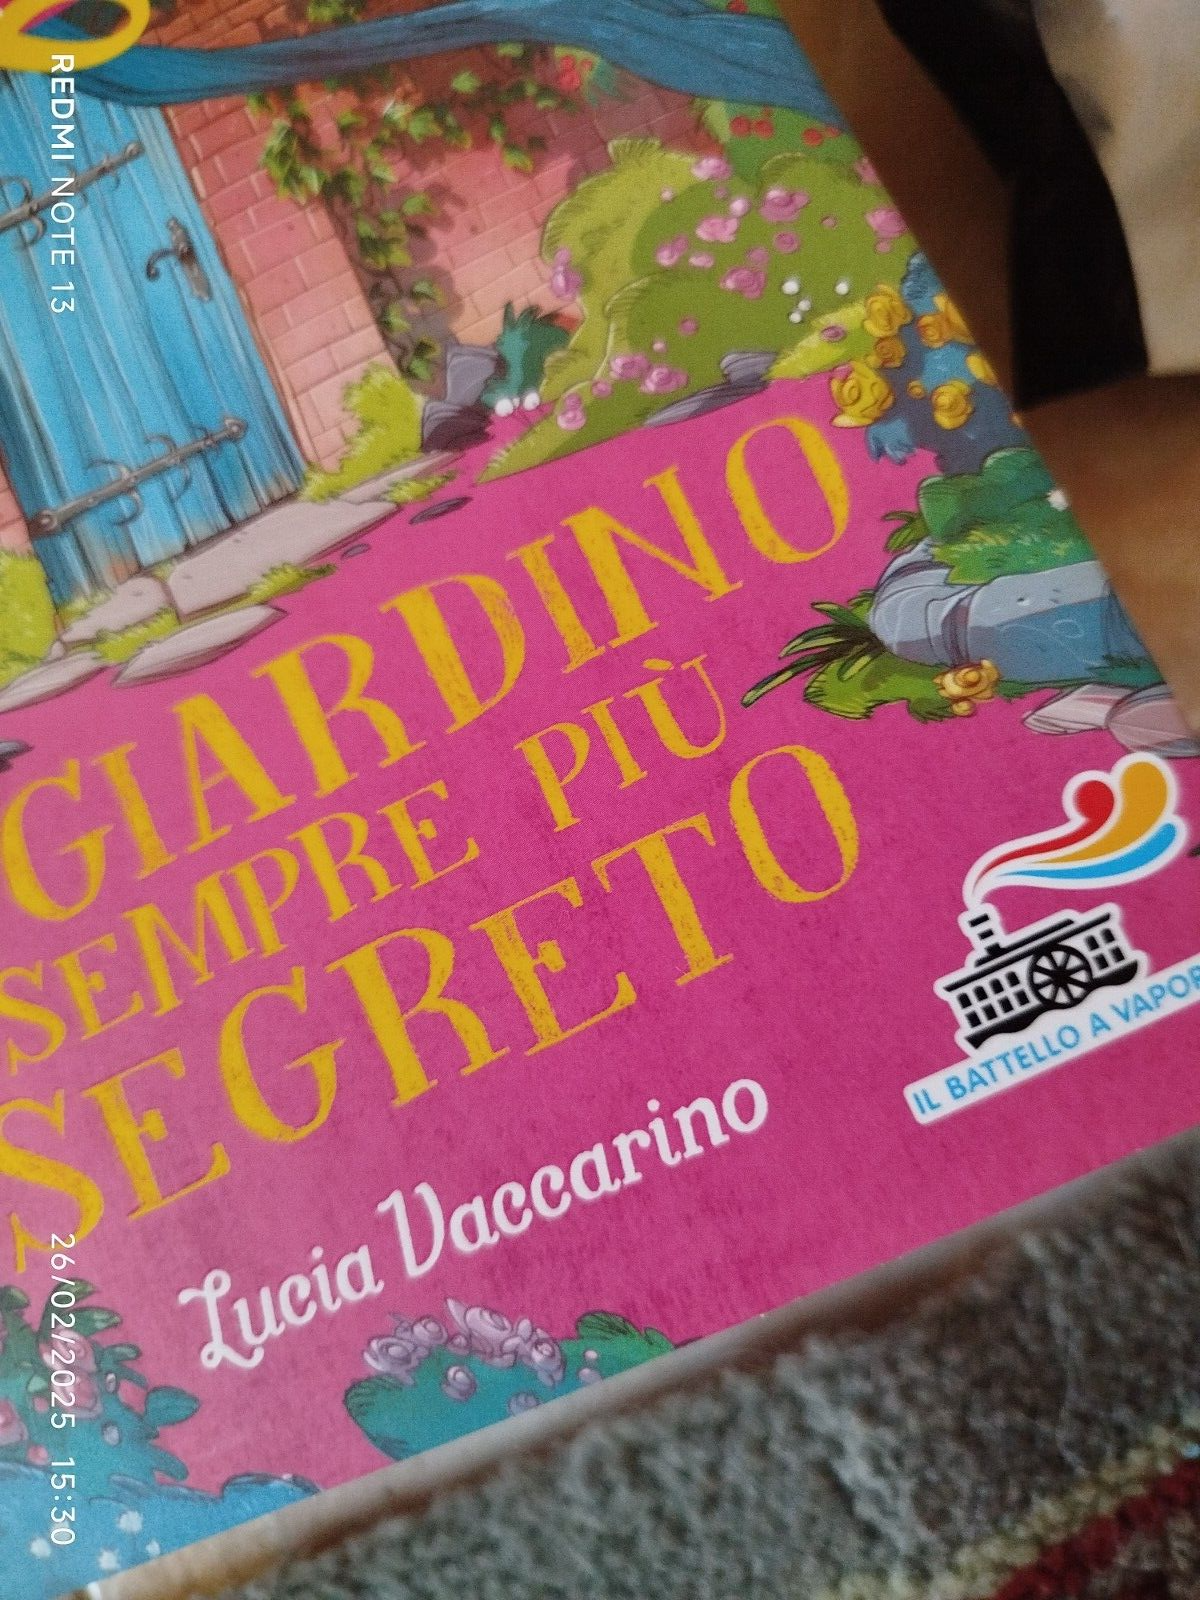 GIARDINO
SEMPRE PIÙ
SEGRETO
Lucia Vaccarino
IL BATTELLO A VAPOR
REDMI NOTE 13
26/02/2025 15:30